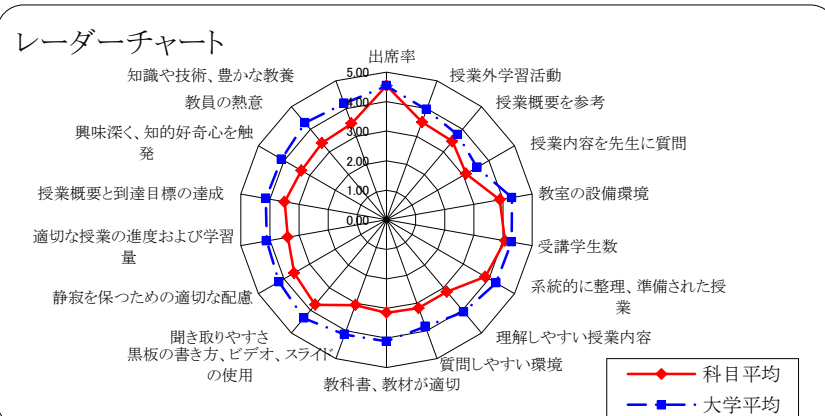 レーダーチャート
出席率
授業外学習活動
授業概要を参考
授業内容を先生に質問
教室の設備環境
受講学生数
系統的に整理、準備された授
業
理解しやすい授業内容
質問しやすい環境
教科書、教材が適切
黒板の書き方、ビデオ、スライド
の使用
聞き取りやすさ
静寂を保つための適切な配慮
適切な授業の進度および学習
量
授業概要と到達目標の達成
興味深く、知的好奇心を触
発
教員の熱意
知識や技術、豊かな教養
5.00
4.00
3.00
2.00
1.00
0.00
科目平均
大学平均